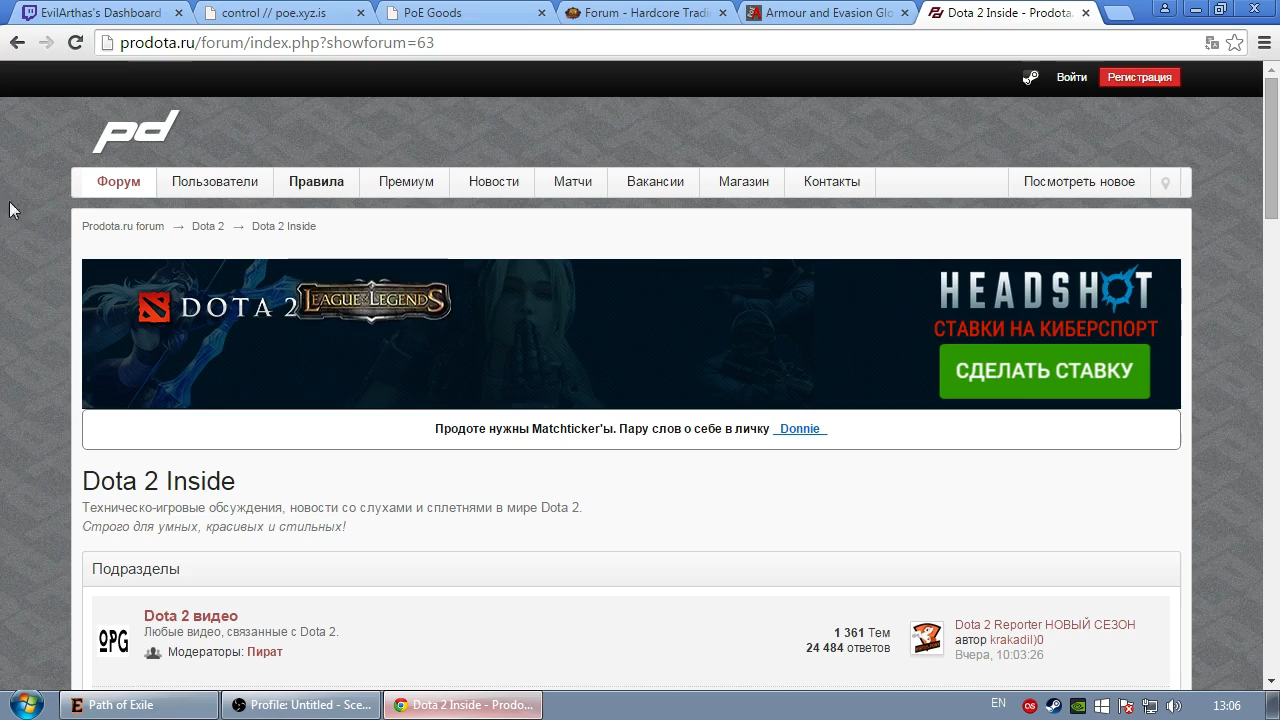 EvilArthas's Dashboard
control // poe.xyz.is
PoE Goods
Forum - Hardcore Tradi
Armour and Evasion Glo
Dota 2 Inside - Prodota.
prodota.ru/forum/index.php?showforum=63
Войти
Регистрация
pd
Форум
Пользователи
Правила
Премиум
Новости
Матчи
Вакансии
Магазин
Контакты
Посмотреть новое
Prodota.ru forum → Dota 2 → Dota 2 Inside
DOTA 2
LEAGUE OF LEGENDS
HEADSHOT
СТАВКИ НА КИБЕРСПОРТ
СДЕЛАТЬ СТАВКУ
Продоте нужны Matchticker'ы. Пару слов о себе в личку _Donnie_
Dota 2 Inside
Техническо-игровые обсуждения, новости со слухами и сплетнями в мире Dota 2.
Строго для умных, красивых и стильных!
Подразделы
OPG
Dota 2 видео
Любые видео, связанные с Dota 2.
Модераторы: Пират
1 361 Тем
24 484 ответов
Dota 2 Reporter НОВЫЙ СЕЗОН
автор krakadil)0
Вчера, 10:03:26
Path of Exile
Profile: Untitled - Sce...
Dota 2 Inside - Prodo...
EN
13:06